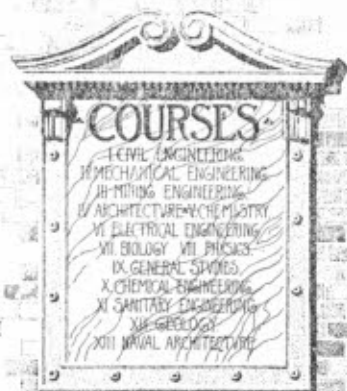 COURSES
I CIVIL ENGINEERING
II MECHANICAL ENGINEERING
III MINING ENGINEERING
IV ARCHITECTURE V CHEMISTRY
VI ELECTRICAL ENGINEERING
VII BIOLOGY VIII PHYSICS
IX GENERAL STUDIES
X CHEMICAL ENGINEERING
XI SANITARY ENGINEERING
XII GEOLOGY
XIII NAVAL ARCHITECTURE